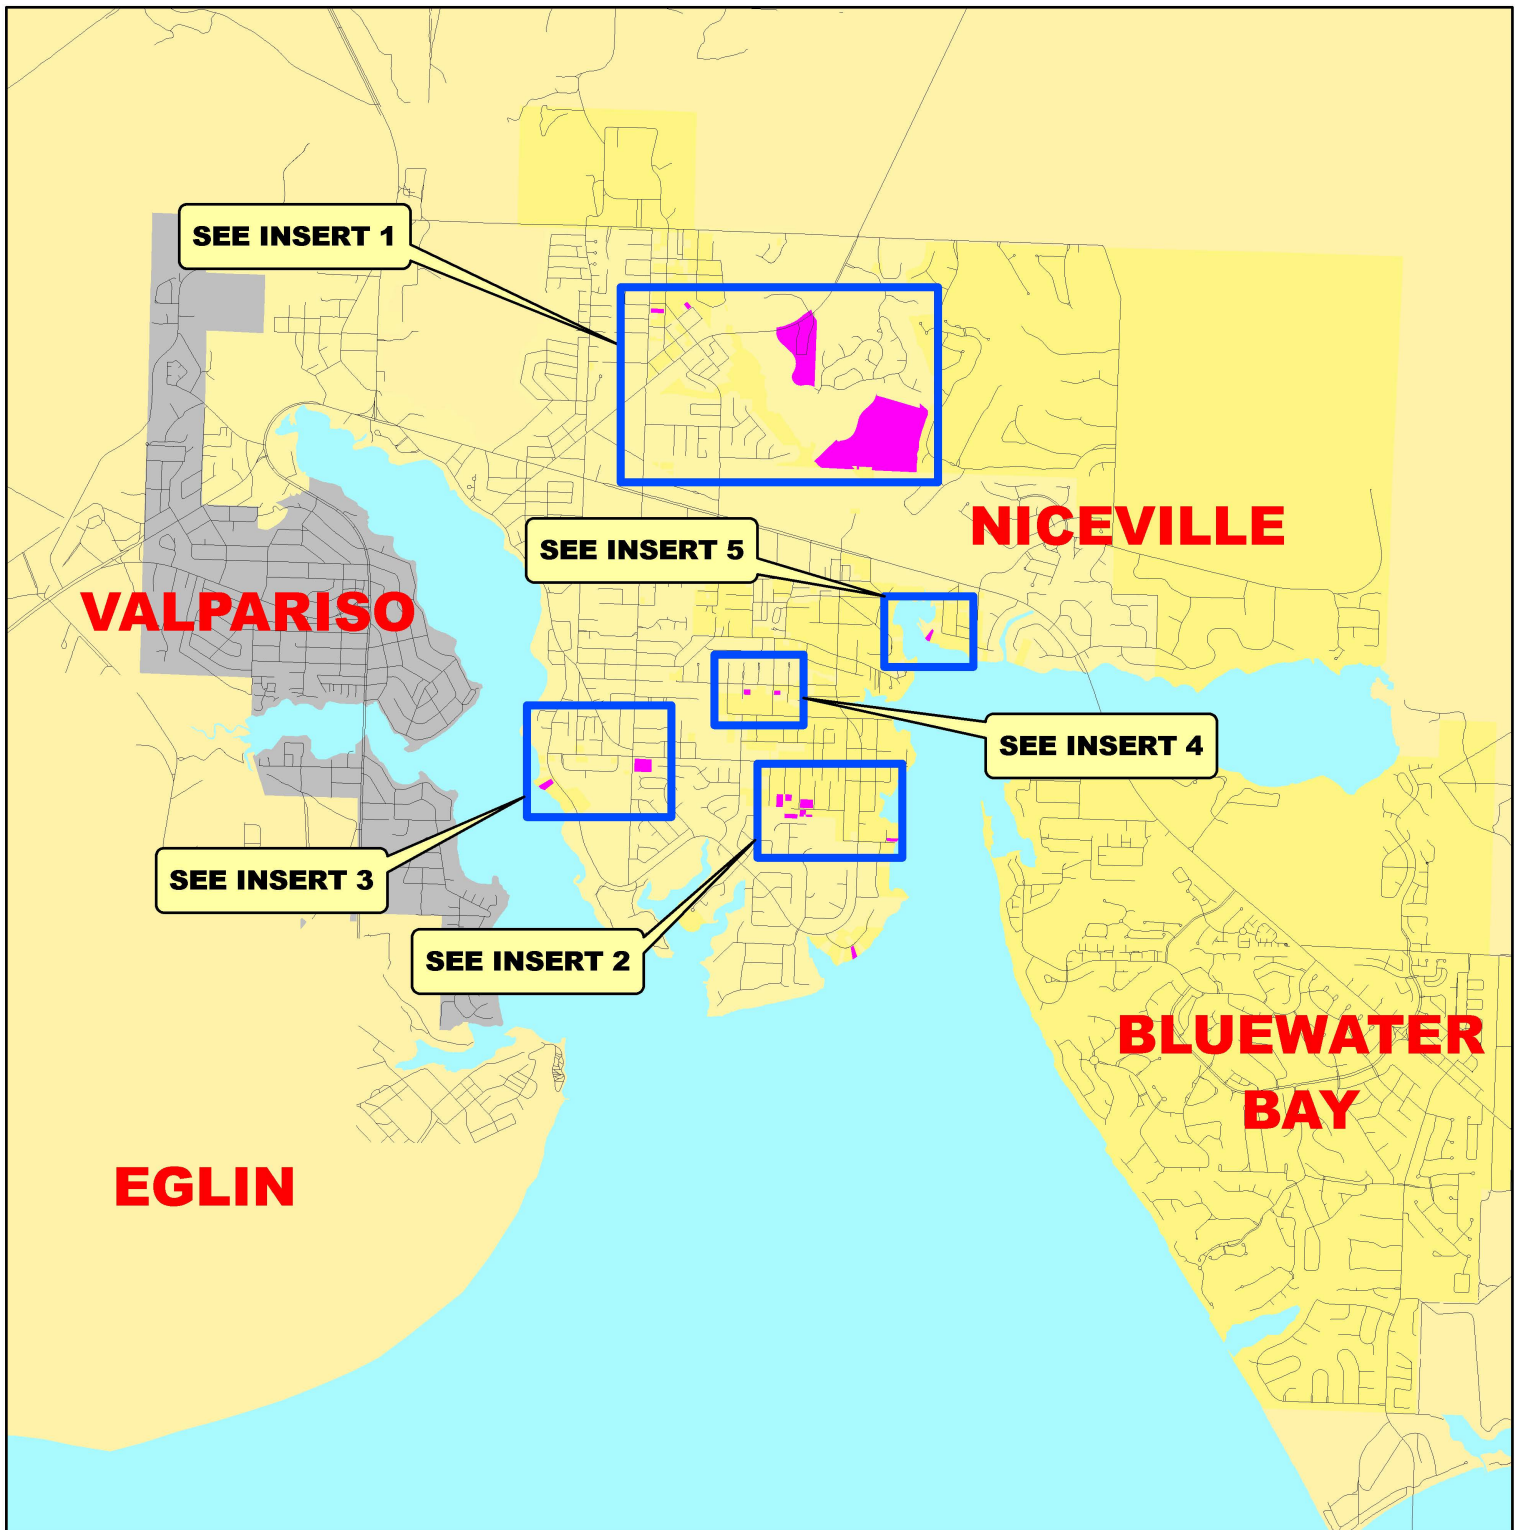 SEE INSERT 1
NICEVILLE
SEE INSERT 5
VALPARISO
SEE INSERT 4
SEE INSERT 3
SEE INSERT 2
BLUEWATER
BAY
EGLIN